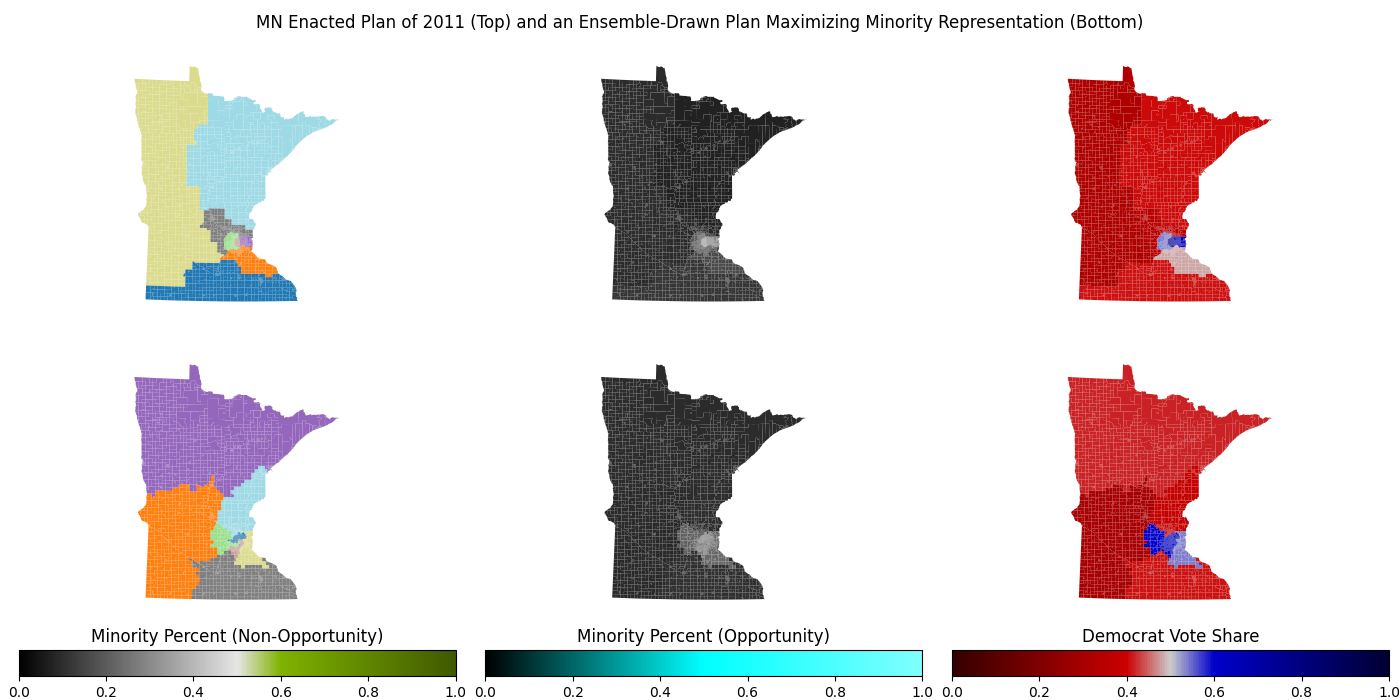 MN Enacted Plan of 2011 (Top) and an Ensemble-Drawn Plan Maximizing Minority Representation (Bottom)
Minority Percent (Non-Opportunity)
Minority Percent (Opportunity)
Democrat Vote Share
0.0 0.2 0.4 0.6 0.8 1.0
0.0 0.2 0.4 0.6 0.8 1.0
0.0 0.2 0.4 0.6 0.8 1.0